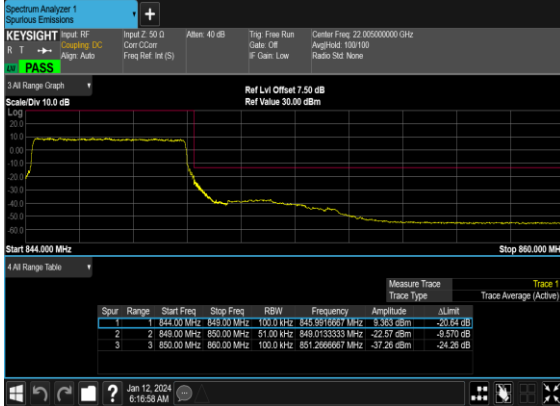 Spectrum Analyzer 1
Spurious Emissions
+
KEYSIGHT Input: RF Input Z: 50 Ω Atten: 40 dB Trig: Free Run Center Freq: 22.005000000 GHz
R T Coupling: DC Corr CCorr Gate: Off Avg|Hold: 100/100
Align: Auto Freq Ref: Int (S) IF Gain: Low Radio Std: None
PASS
3 All Range Graph
Ref Lvl Offset 7.50 dB
Scale/Div 10.0 dB Ref Value 30.00 dBm
Log
20.0
10.0
0.00
-10.0
-20.0
-30.0
-40.0
-50.0
-60.0
Start 844.000 MHz Stop 860.000 MHz
4 All Range Table
Measure Trace Trace 1
Trace Type Trace Average (Active)
Spur Range Start Freq Stop Freq RBW Frequency Amplitude ΔLimit
1 1 844.00 MHz 849.00 MHz 100.0 kHz 845.9916667 MHz 9.363 dBm -20.64 dB
2 2 849.00 MHz 850.00 MHz 51.00 kHz 849.0133333 MHz -22.57 dBm -9.570 dB
3 3 850.00 MHz 860.00 MHz 100.0 kHz 851.2666667 MHz -37.26 dBm -24.26 dB
? Jan 12, 2024
6:16:58 AM